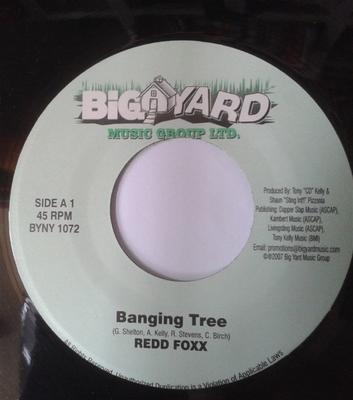 BIG YARD
MUSIC GROUP LTD.
SIDE A 1
45 RPM
BYNY 1072
Produced By: Tony "CD" Kelly &
Shaun "Sting Int'l" Pizzonia
Publishing: Dapper Slap Music (ASCAP),
Kambert Music (ASCAP),
Livingsting Music (ASCAP),
Tony Kelly Music (BMI)
Email: promotions@bigyardmusic.com
©®2007 Big Yard Music Group
Banging Tree
(G. Shelton, A. Kelly, R. Stevens, C. Birch)
REDD FOXX
All Rights Reserved. Unauthorized Duplication is a Violation of Applicable Laws